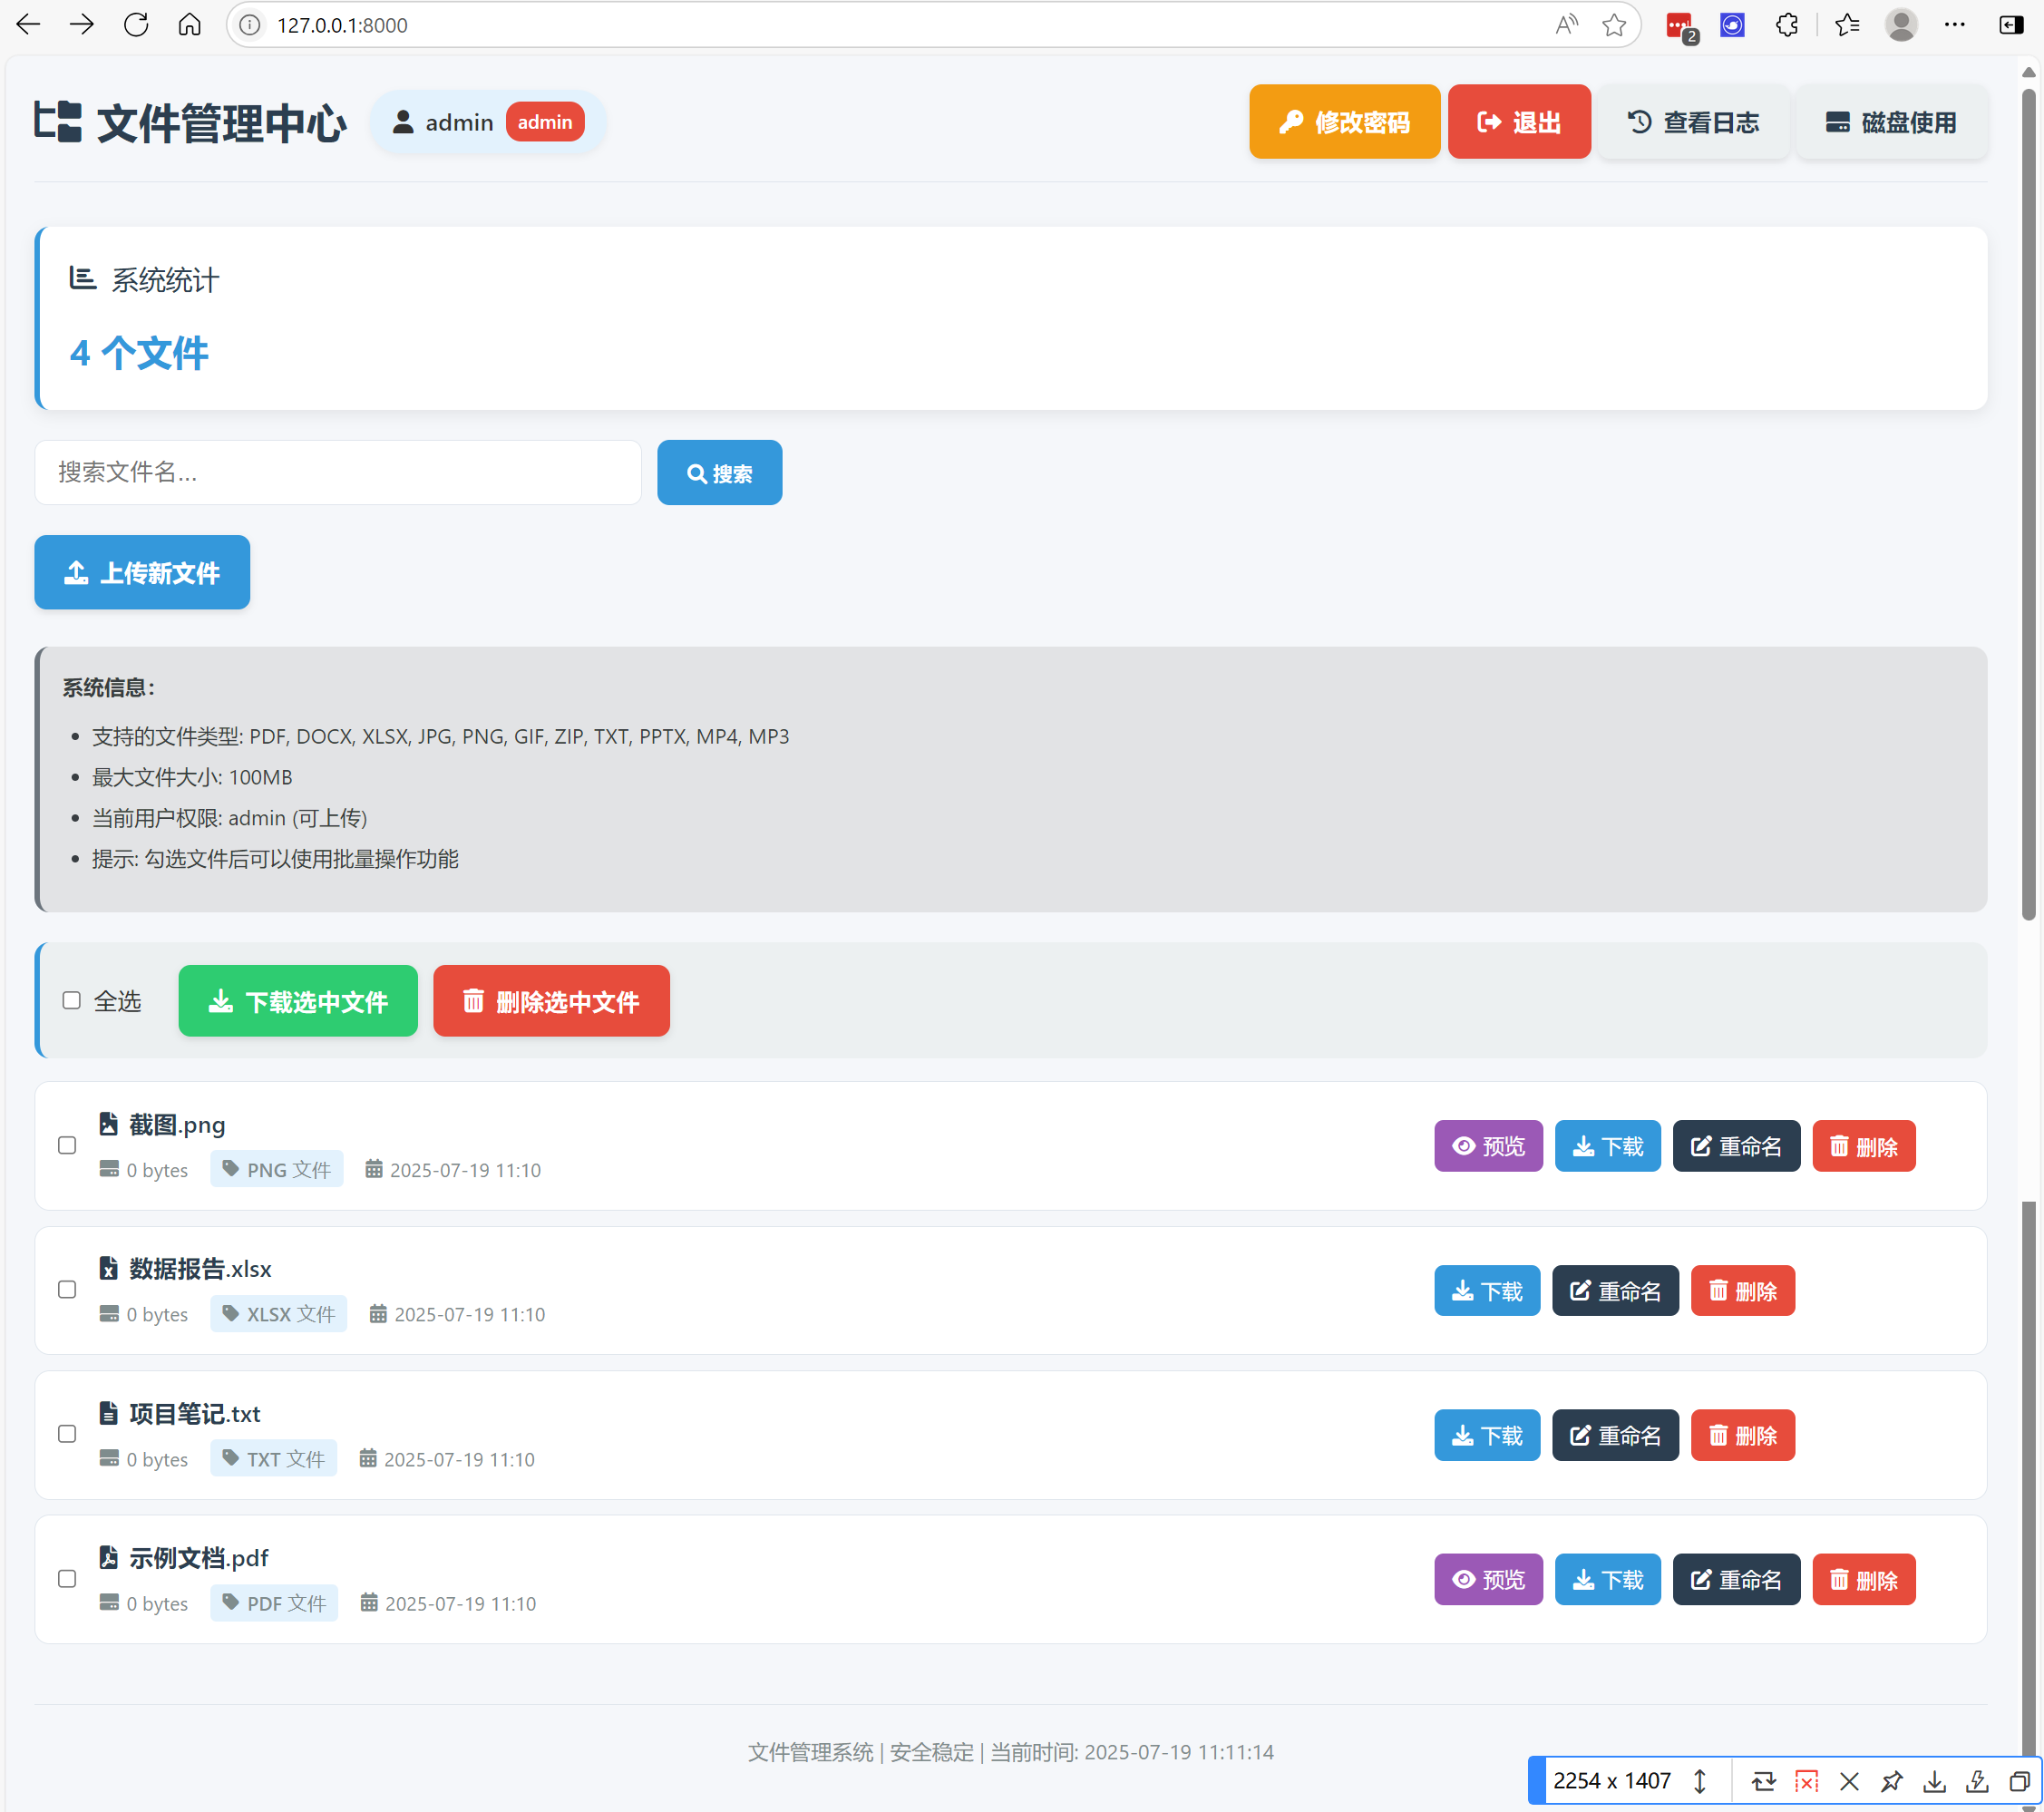 127.0.0.1:8000
2
文件管理中心
admin admin
修改密码 退出 查看日志 磁盘使用
系统统计
4 个文件
搜索文件名...
搜索
上传新文件
系统信息：
支持的文件类型: PDF, DOCX, XLSX, JPG, PNG, GIF, ZIP, TXT, PPTX, MP4, MP3
最大文件大小: 100MB
当前用户权限: admin (可上传)
提示: 勾选文件后可以使用批量操作功能
全选 下载选中文件 删除选中文件
截图.png
0 bytes PNG 文件 2025-07-19 11:10
预览 下载 重命名 删除
数据报告.xlsx
0 bytes XLSX 文件 2025-07-19 11:10
下载 重命名 删除
项目笔记.txt
0 bytes TXT 文件 2025-07-19 11:10
下载 重命名 删除
示例文档.pdf
0 bytes PDF 文件 2025-07-19 11:10
预览 下载 重命名 删除
文件管理系统 | 安全稳定 | 当前时间: 2025-07-19 11:11:14
2254 x 1407